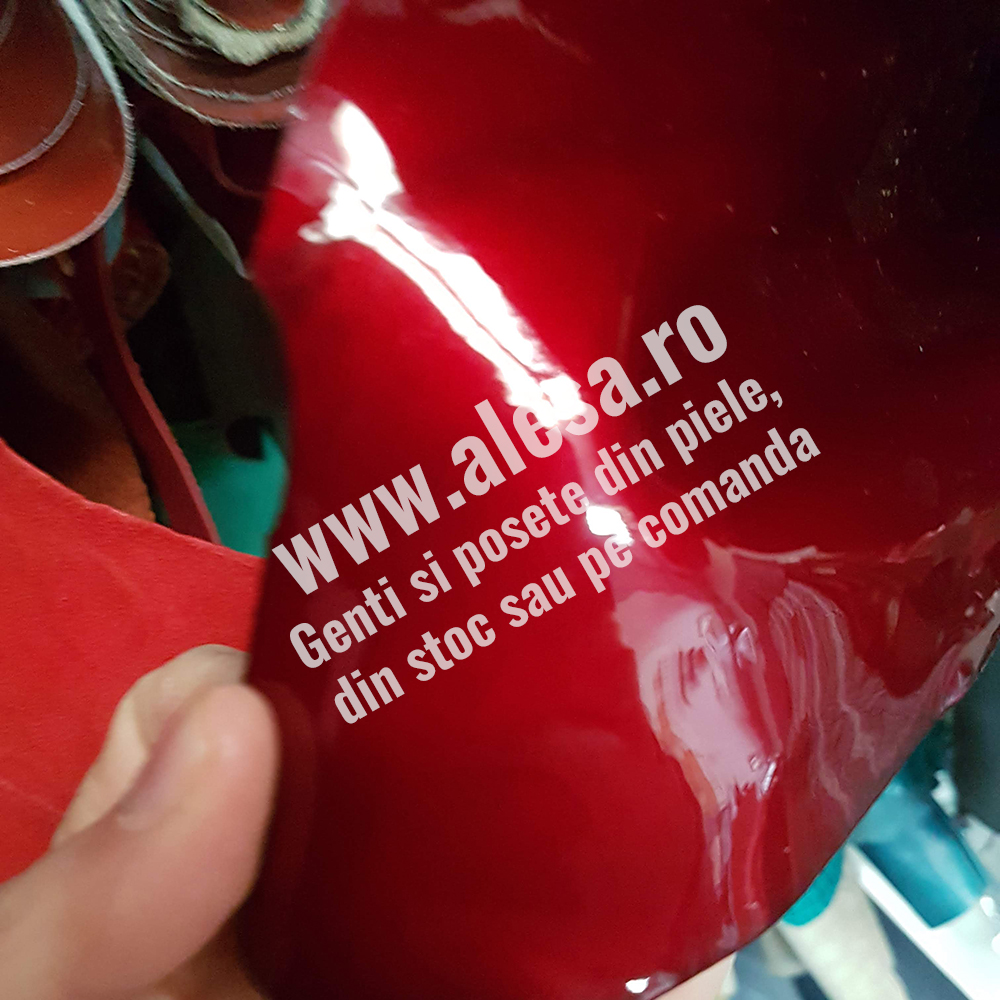 www.alesa.ro
Genti si posete din piele,
din stoc sau pe comanda